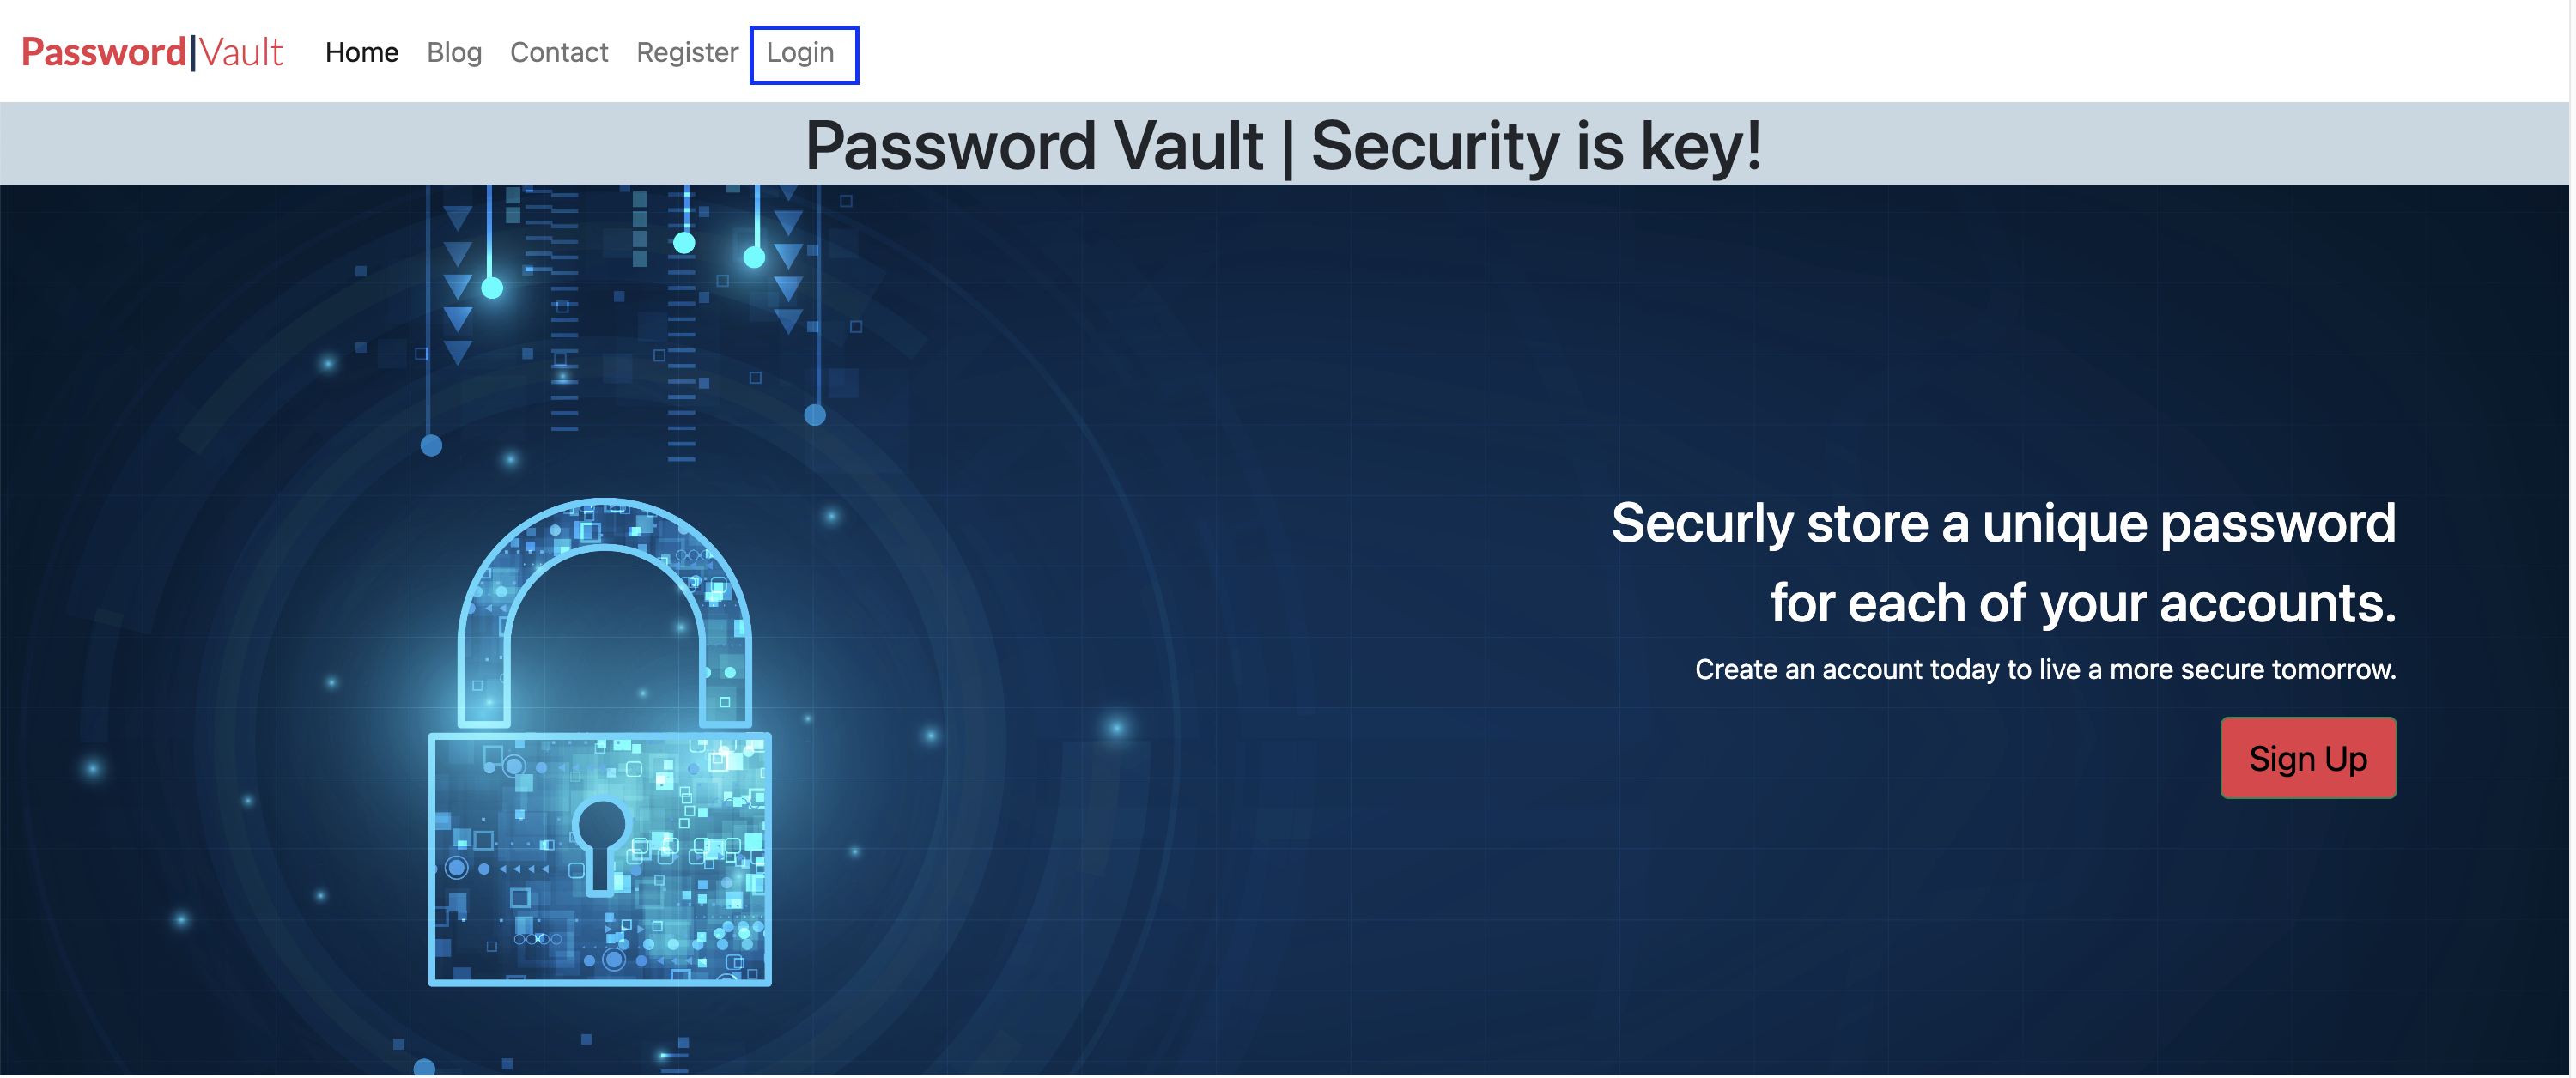 Password|Vault Home Blog Contact Register Login
Password Vault | Security is key!
Securly store a unique password
for each of your accounts.
Create an account today to live a more secure tomorrow.
Sign Up